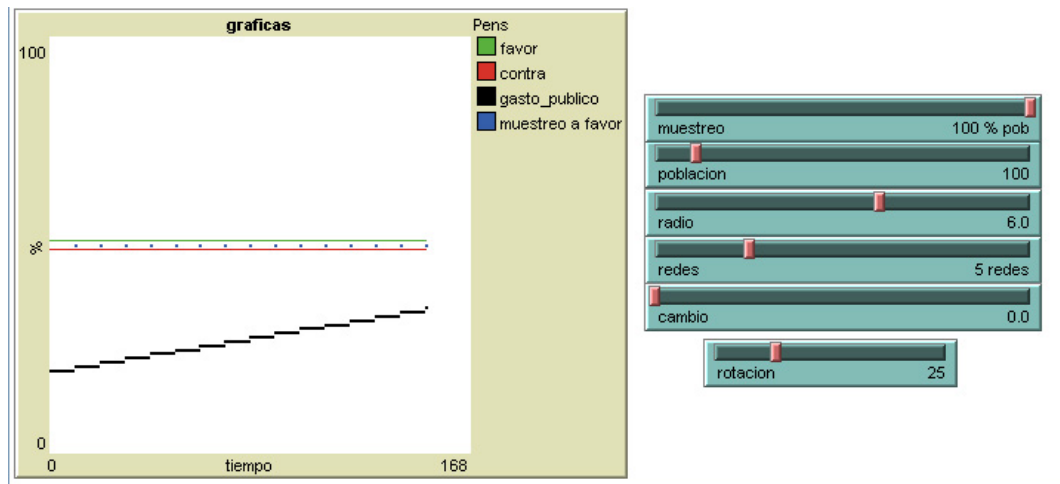 graficas
Pens
favor
contra
gasto_publico
muestreo a favor
100
%
0
0 tiempo 168
muestreo 100 % pob
poblacion 100
radio 6.0
redes 5 redes
cambio 0.0
rotacion 25